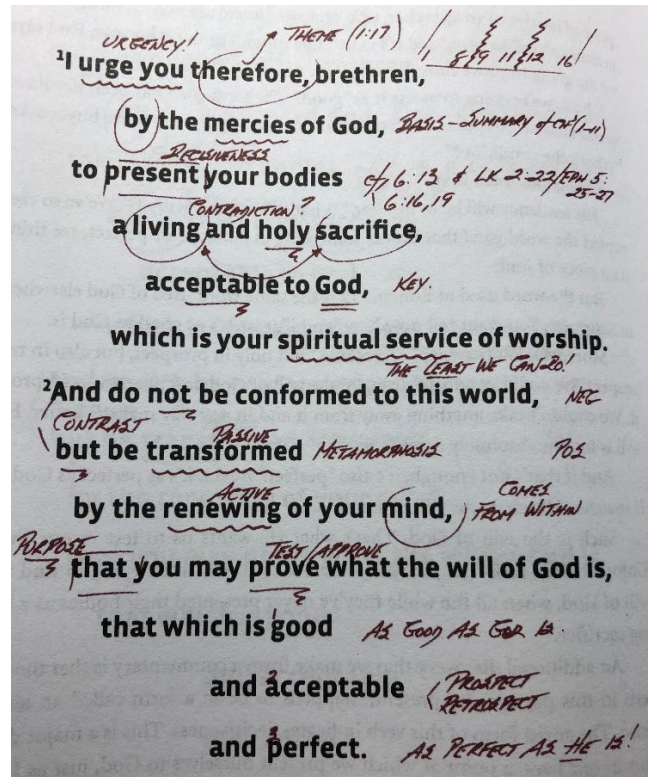 URGENCY! THEME (1:17) 1 8 9 11 12 16
¹I urge you therefore, brethren,
by the mercies of God, BASIS – SUMMARY of CH (1-11)
DECISIVENESS
to present your bodies cf 6:13 & LK 2:22/EPH 5:25-27
6:16, 19
CONTRADICTION?
a living and holy sacrifice,
acceptable to God, KEY.
which is your spiritual service of worship.
THE LEAST WE CAN DO!
²And do not be conformed to this world, NEG
CONTRAST PASSIVE
but be transformed METAMORPHOSIS POS
ACTIVE COMES
by the renewing of your mind, FROM WITHIN
PURPOSE TEST/APPROVE
that you may prove what the will of God is,
1
that which is good AS GOOD AS GOD IS
2 PROSPECT
and acceptable RETROSPECT
3
and perfect. AS PERFECT AS HE IS!